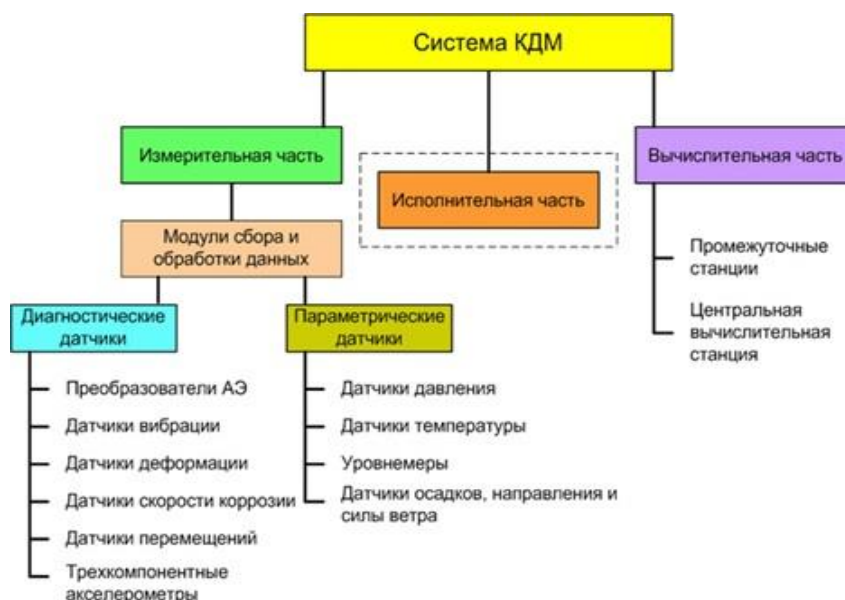 Система КДМ
Измерительная часть
Исполнительная часть
Вычислительная часть
Модули сбора и
обработки данных
Промежуточные
станции
Центральная
вычислительная
станция
Диагностические
датчики
Параметрические
датчики
Преобразователи АЭ
Датчики вибрации
Датчики деформации
Датчики скорости коррозии
Датчики перемещений
Трехкомпонентные
акселерометры
Датчики давления
Датчики температуры
Уровнемеры
Датчики осадков, направления и
силы ветра